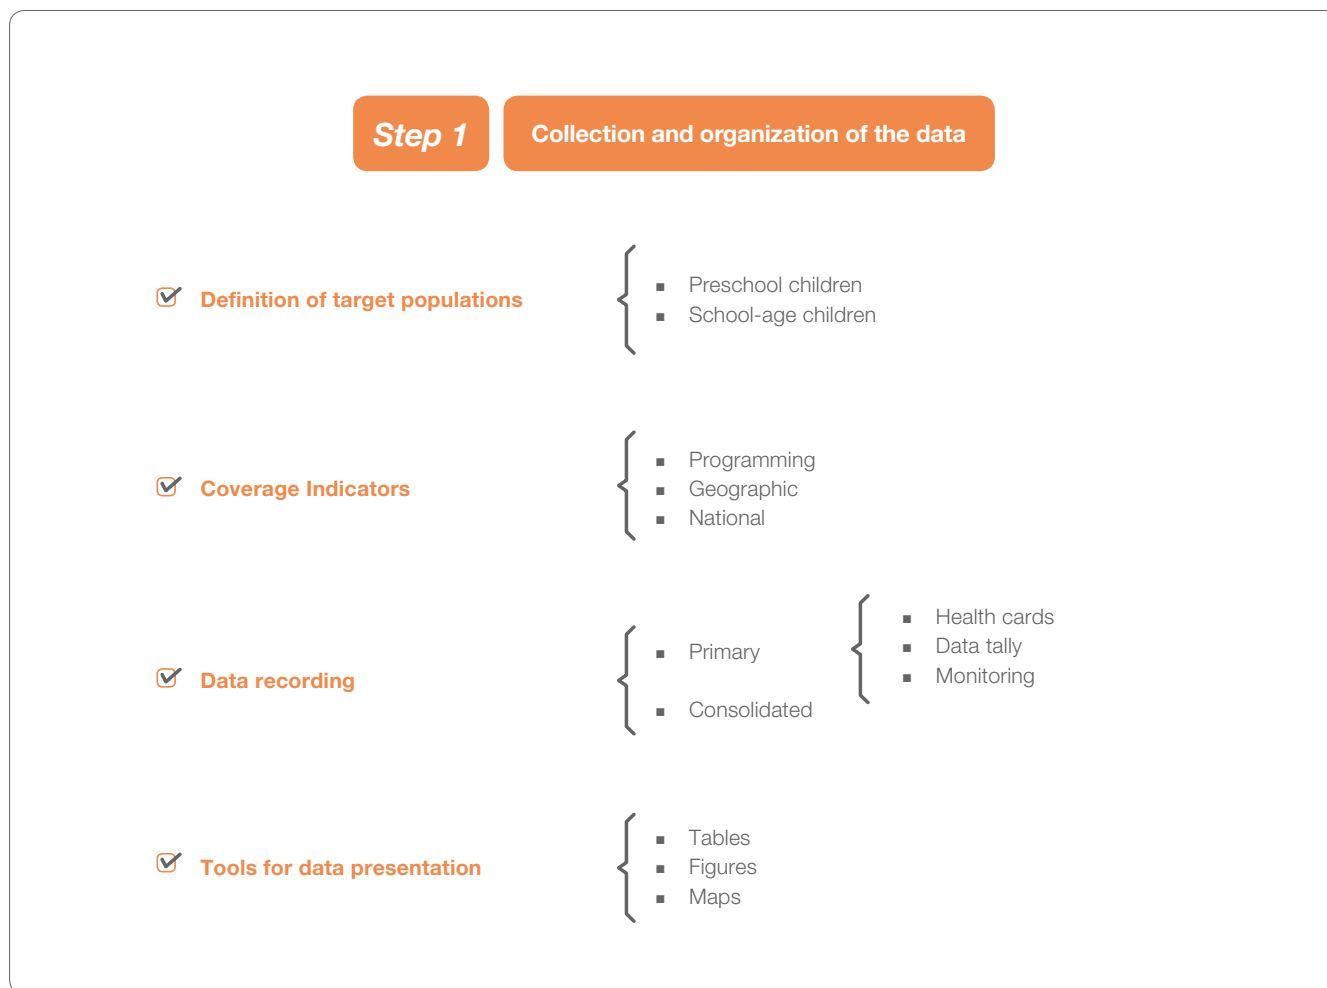 Step 1
Collection and organization of the data
Definition of target populations
■ Preschool children
■ School-age children
Coverage Indicators
■ Programming
■ Geographic
■ National
Data recording
■ Primary
■ Health cards
■ Data tally
■ Monitoring
■ Consolidated
Tools for data presentation
■ Tables
■ Figures
■ Maps